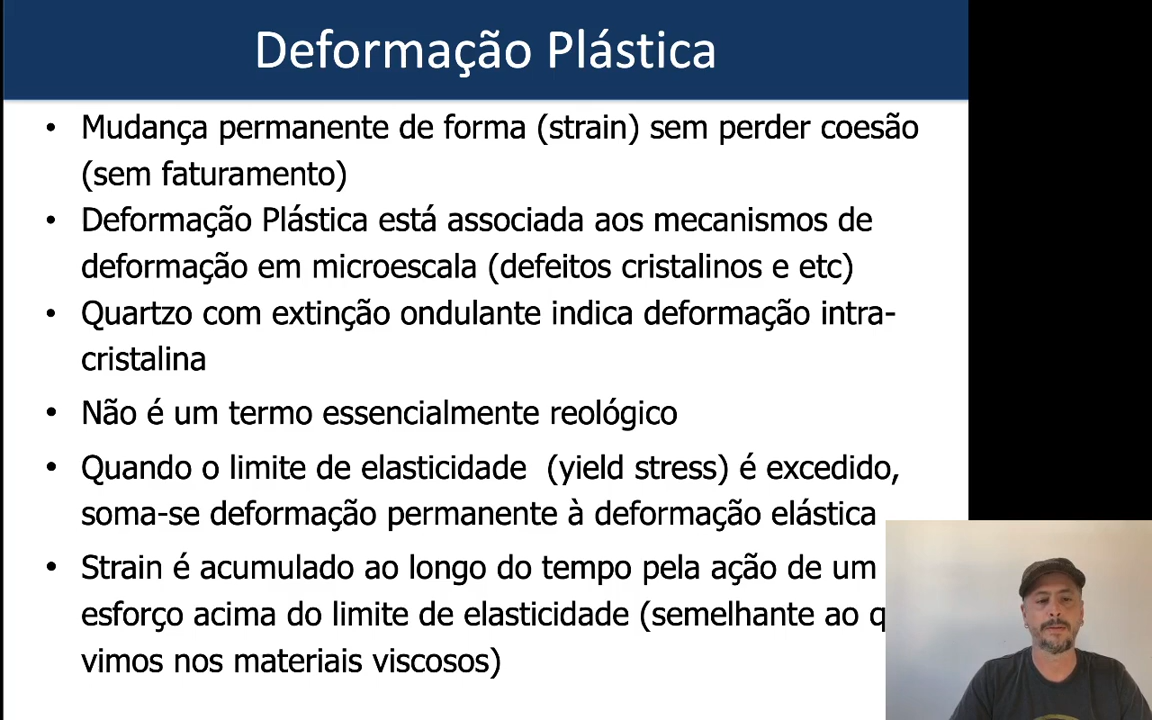 Deformação Plástica
• Mudança permanente de forma (strain) sem perder coesão
(sem faturamento)
• Deformação Plástica está associada aos mecanismos de
deformação em microescala (defeitos cristalinos e etc)
• Quartzo com extinção ondulante indica deformação intra-
cristalina
• Não é um termo essencialmente reológico
• Quando o limite de elasticidade (yield stress) é excedido,
soma-se deformação permanente à deformação elástica
• Strain é acumulado ao longo do tempo pela ação de um
esforço acima do limite de elasticidade (semelhante ao
vimos nos materiais viscosos)